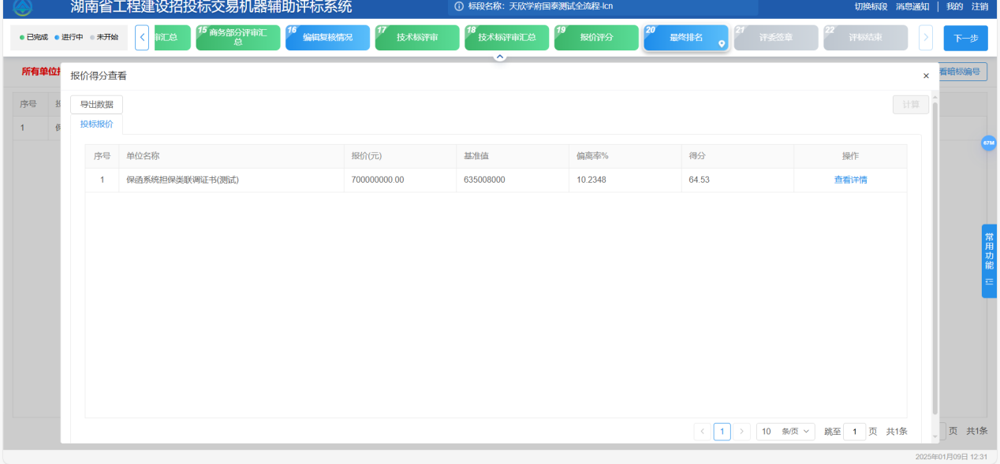 湖南省工程建设招投标交易机器辅助评标系统
标段名称：天欣学府国泰测试全流程-lcn
切换标段 消息通知 | 我的 注销
已完成 进行中 未开始
审汇总
15 商务部分评审汇总
16 编辑复核情况
17 技术标评审
18 技术标评审汇总
19 报价评分
20 最终排名
21 评委签章
22 评标结束
下一步
所有单位
看暗标编号
报价得分查看 ×
导出数据 计算
投标报价
序号 单位名称 报价(元) 基准值 偏离率% 得分 操作
1 保函系统担保类联调证书(测试) 700000000.00 635008000 10.2348 64.53 查看详情
序号
1
67M
常用功能
1 10 条/页 跳至 1 页 共1条
页 共1条
2025年01月09日 12:31